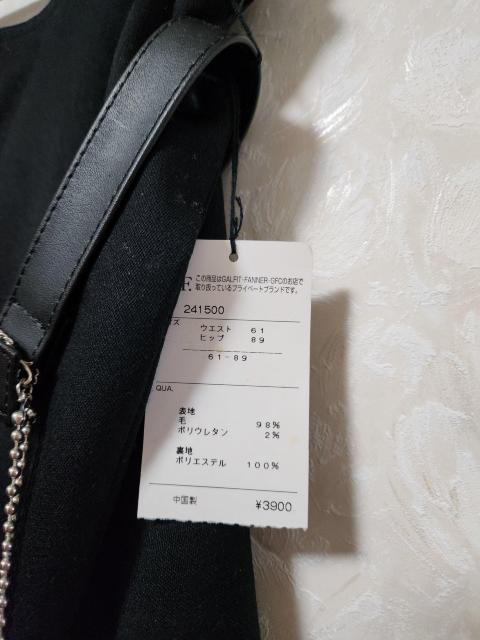 F. この商品はGALFIT・FANNER・GFCのお店で
取り扱っているプライベートブランドです。
241500
ズ ウエスト 61
ヒップ 89
61-89
QUA.
表地
毛 98%
ポリウレタン 2%
裏地
ポリエステル 100%
中国製 ¥3900